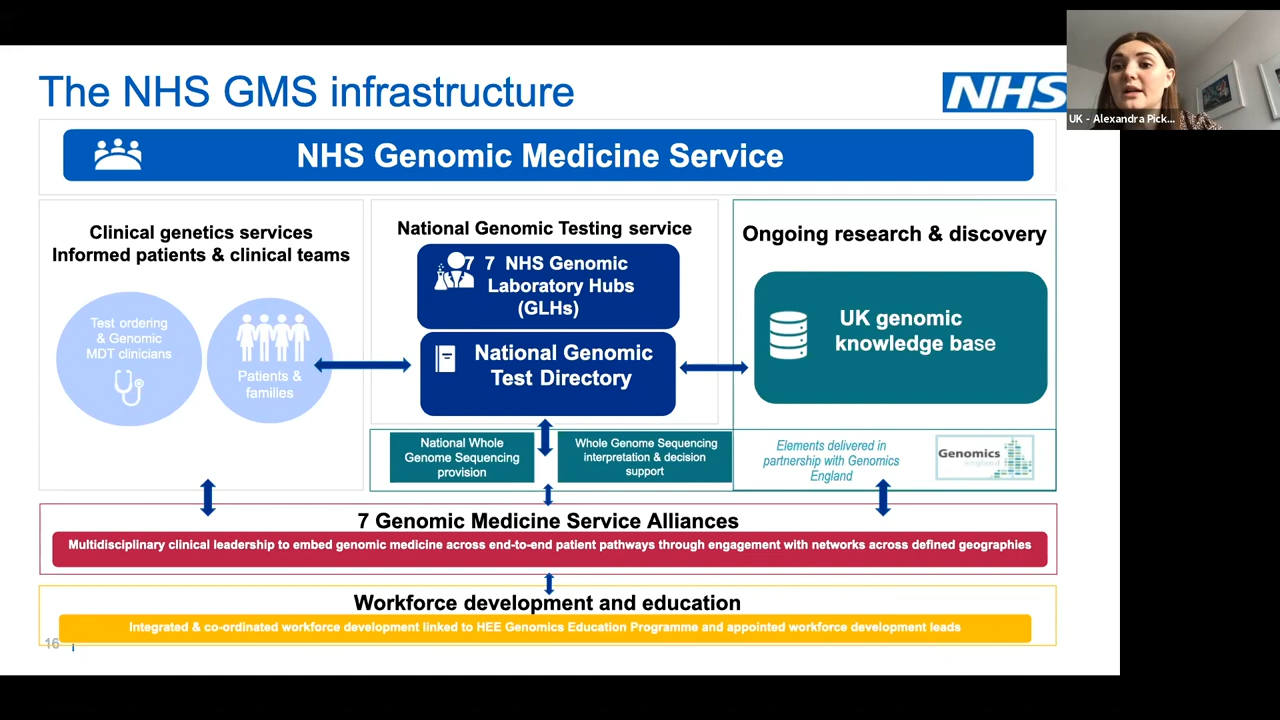 The NHS GMS infrastructure
NHS
UK - Alexandra Pick...
NHS Genomic Medicine Service
Clinical genetics services
Informed patients & clinical teams
Test ordering
& Genomic
MDT clinicians
Patients &
families
National Genomic Testing service
7 7 NHS Genomic
Laboratory Hubs
(GLHs)
National Genomic
Test Directory
National Whole
Genome Sequencing
provision
Whole Genome Sequencing
interpretation & decision
support
Ongoing research & discovery
UK genomic
knowledge base
Elements delivered in
partnership with Genomics
England
Genomics
england
7 Genomic Medicine Service Alliances
Multidisciplinary clinical leadership to embed genomic medicine across end-to-end patient pathways through engagement with networks across defined geographies
Workforce development and education
Integrated & co-ordinated workforce development linked to HEE Genomics Education Programme and appointed workforce development leads
16